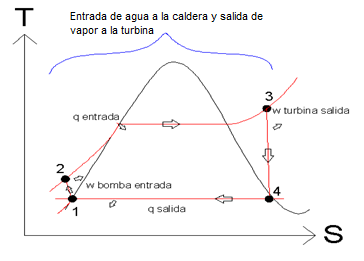 Entrada de agua a la caldera y salida de
vapor a la turbina
T
3
q entrada
w turbina salida
2
w bomba entrada
1
q salida
4
S